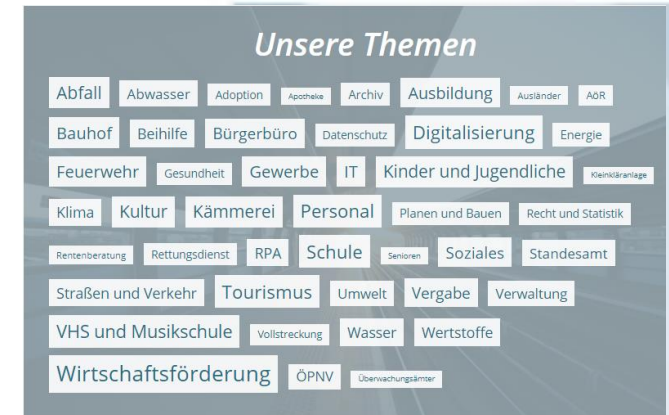 Unsere Themen
Abfall Abwasser Adoption Apotheke Archiv Ausbildung Ausländer AöR
Bauhof Beihilfe Bürgerbüro Datenschutz Digitalisierung Energie
Feuerwehr Gesundheit Gewerbe IT Kinder und Jugendliche Kleinkläranlage
Klima Kultur Kämmerei Personal Planen und Bauen Recht und Statistik
Rentenberatung Rettungsdienst RPA Schule Senioren Soziales Standesamt
Straßen und Verkehr Tourismus Umwelt Vergabe Verwaltung
VHS und Musikschule Vollstreckung Wasser Wertstoffe
Wirtschaftsförderung ÖPNV Überwachungsämter